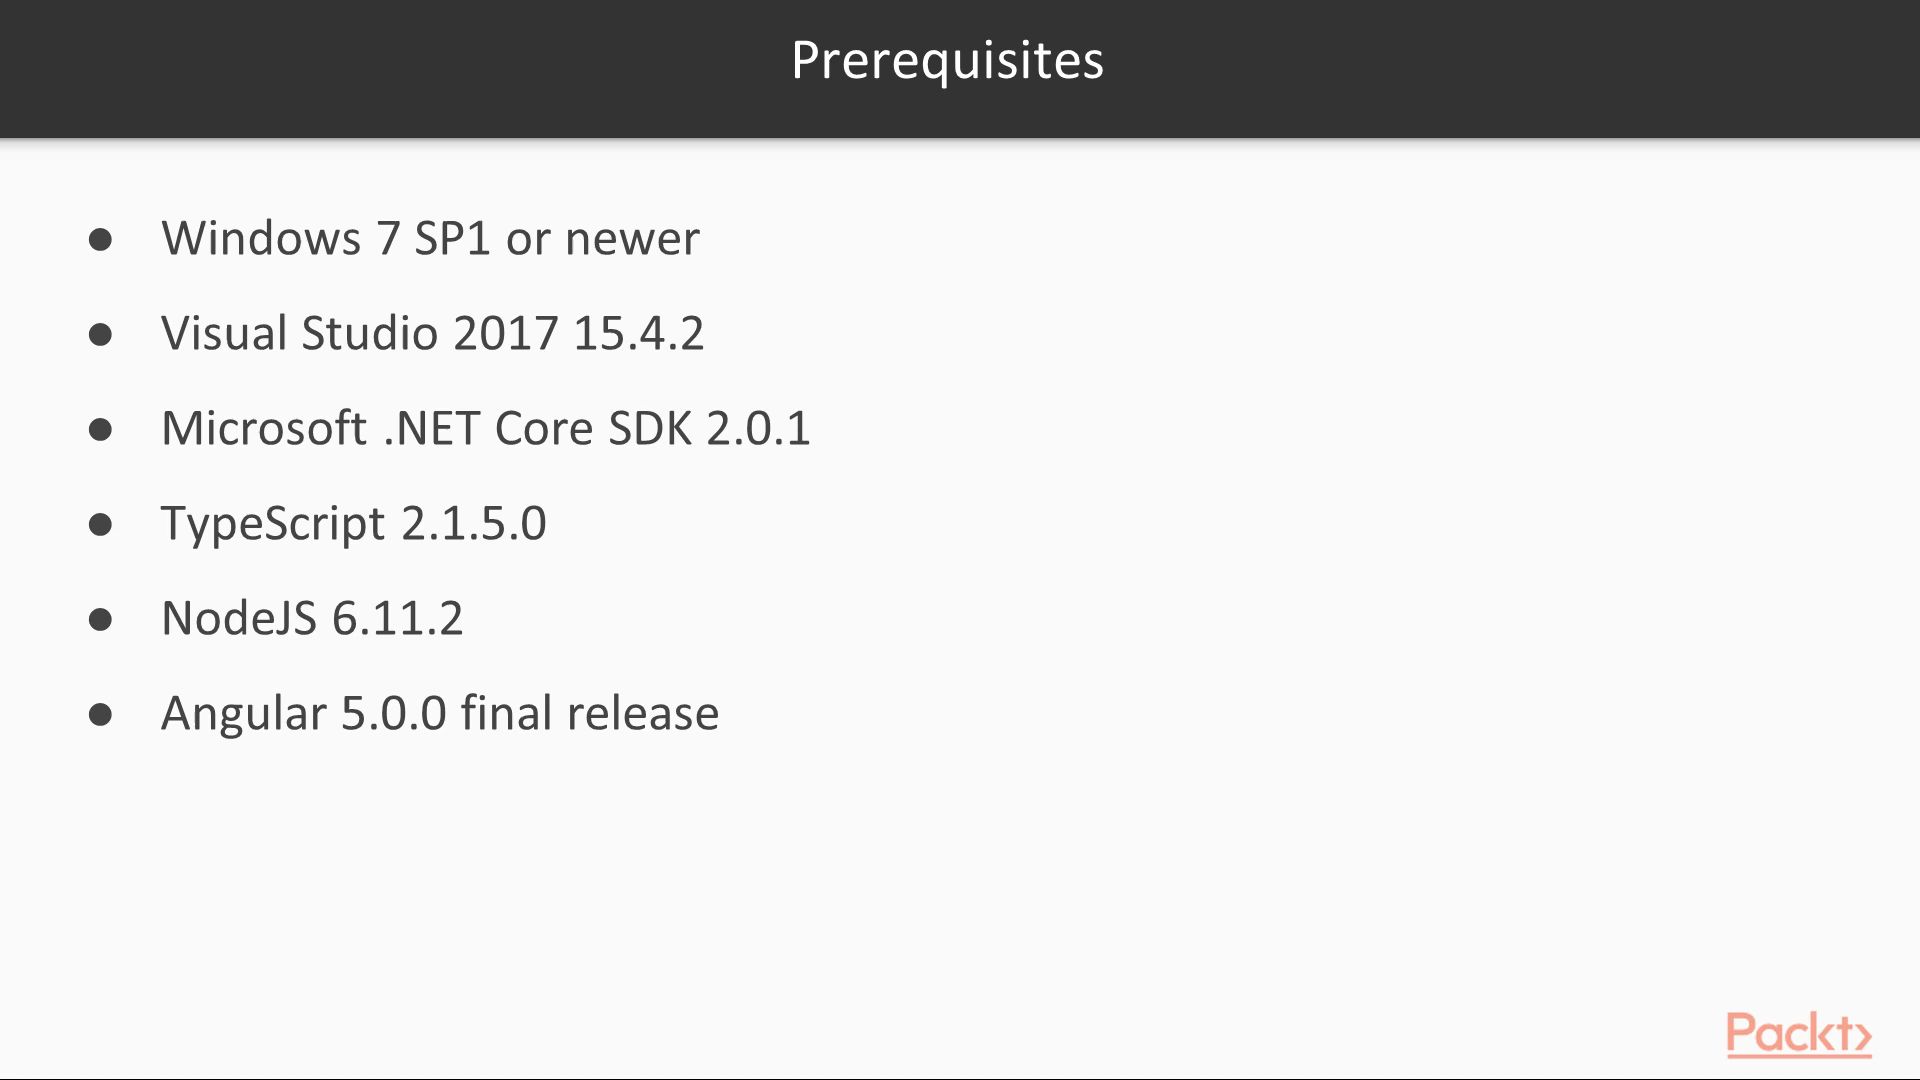 Prerequisites
● Windows 7 SP1 or newer
● Visual Studio 2017 15.4.2
● Microsoft .NET Core SDK 2.0.1
● TypeScript 2.1.5.0
● NodeJS 6.11.2
● Angular 5.0.0 final release
Packt>